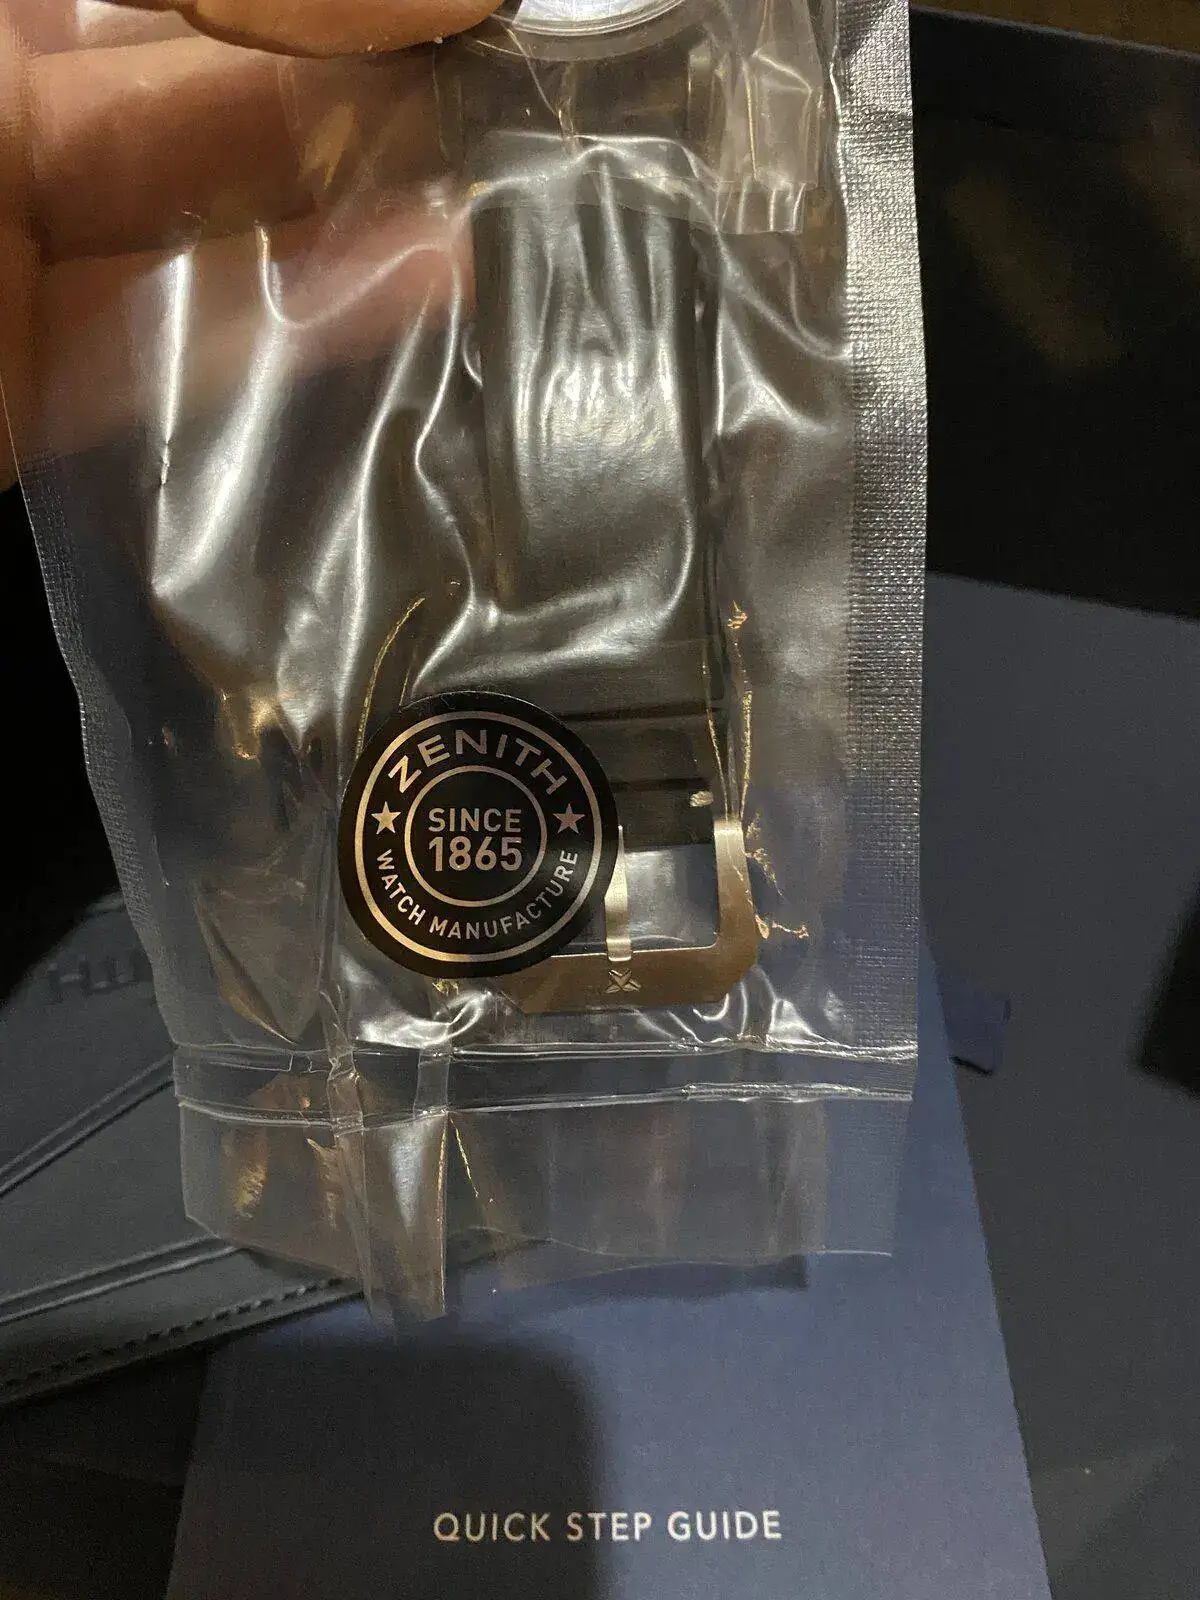 ZENITH
SINCE
1865
WATCH MANUFACTURE
QUICK STEP GUIDE